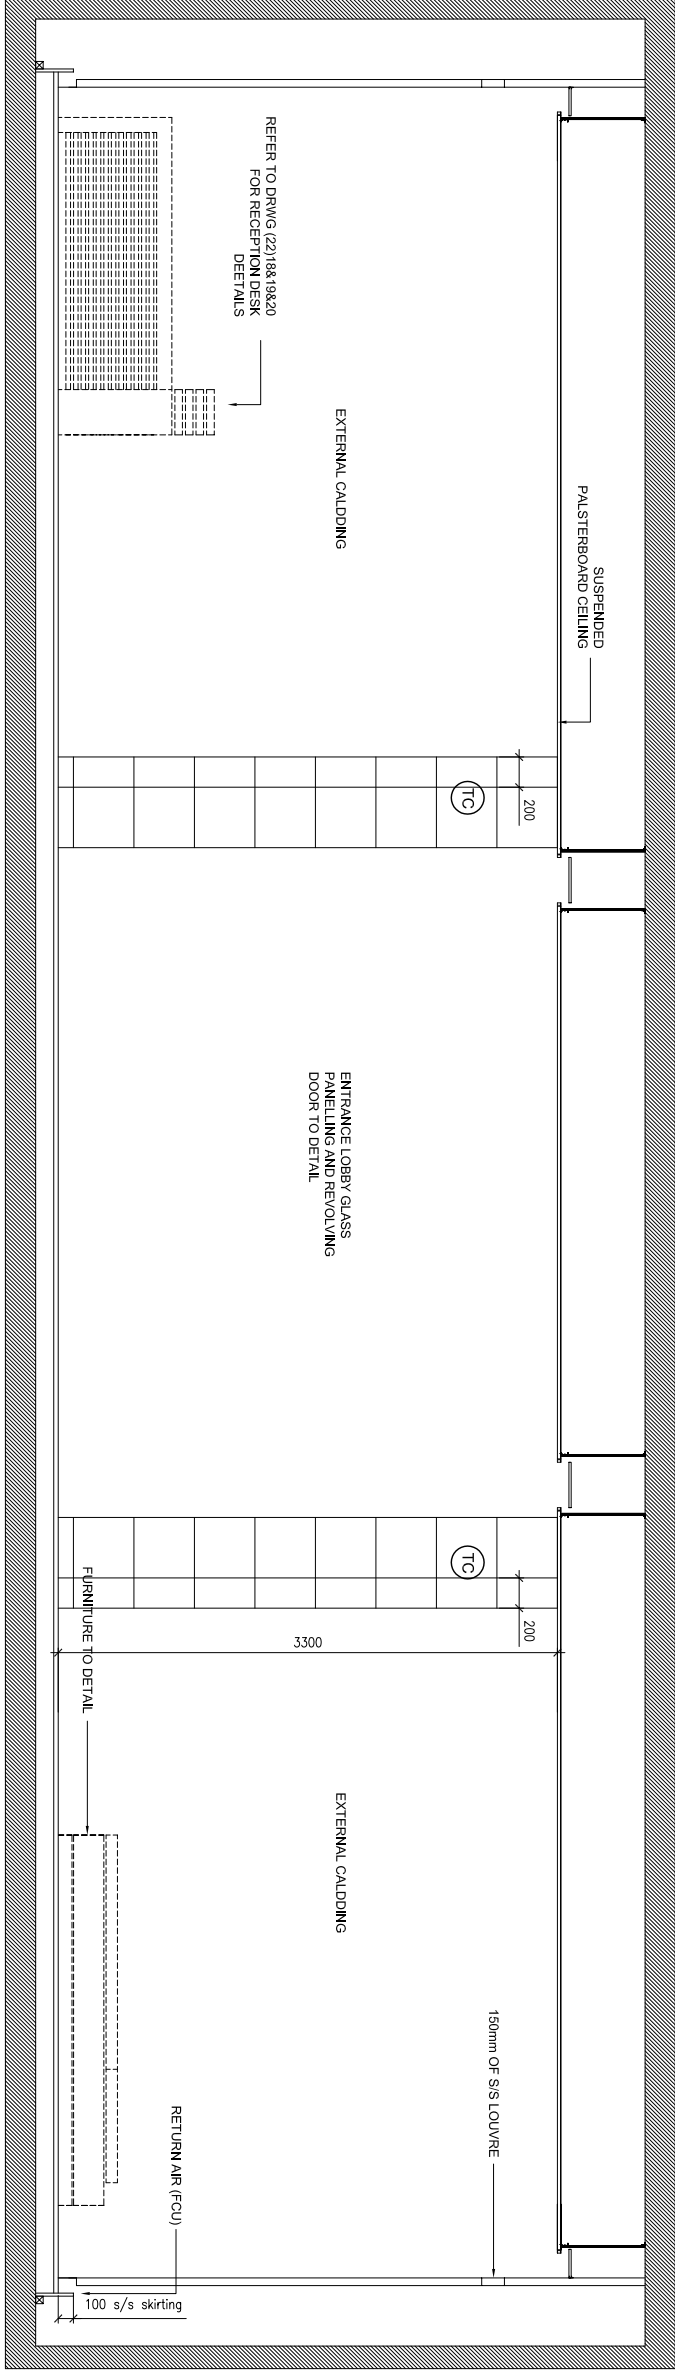 REFER TO DRWG (22)18&19&20
FOR RECEPTION DESK
DEETAILS
EXTERNAL CALDDING
SUSPENDED
PALSTERBOARD CEILING
TC
200
ENTRANCE LOBBY GLASS
PANELLING AND REVOLVING
DOOR TO DETAIL
TC
200
3300
FURNITURE TO DETAIL
EXTERNAL CALDDING
150mm OF S/S LOUVRE
RETURN AIR (FCU)
100 s/s skirting